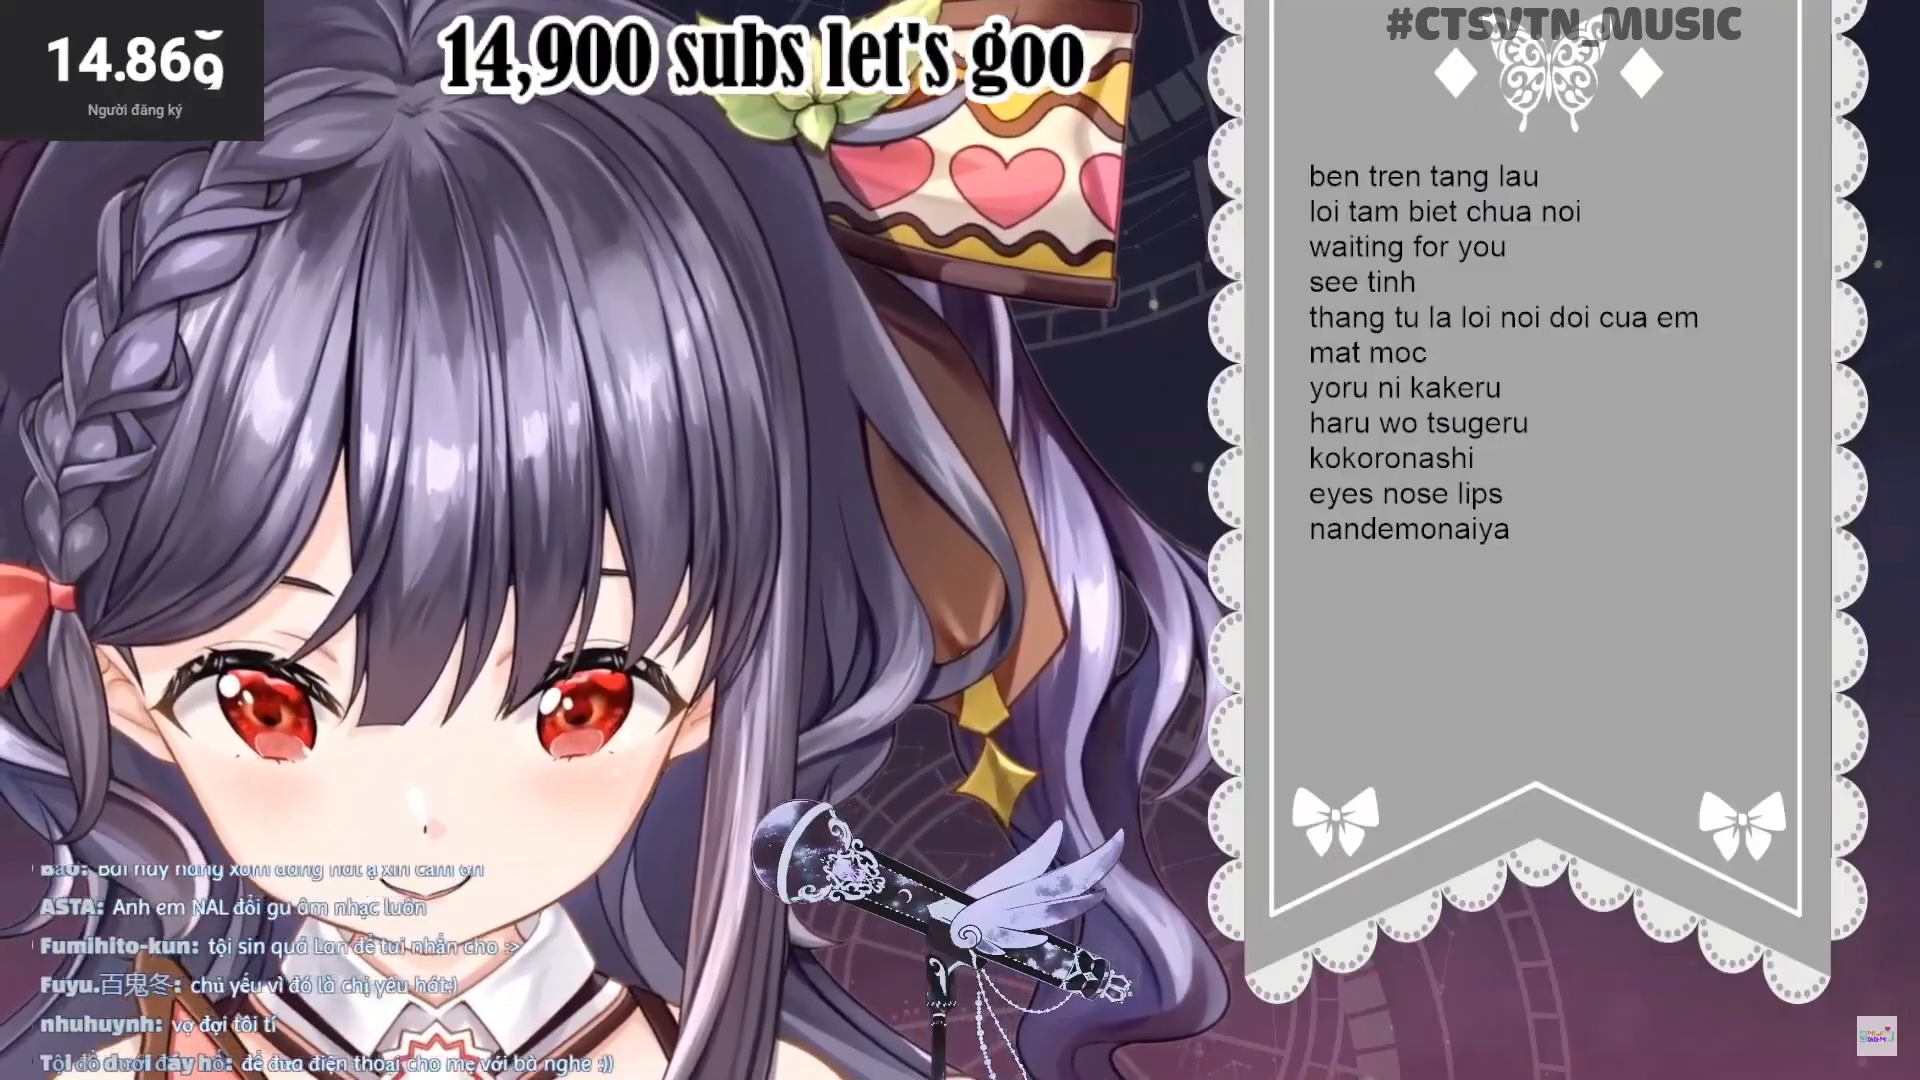 14.869
Người đăng ký
14,900 subs let's goo
#CTSVTN_MUSIC
ben tren tang lau
loi tam biet chua noi
waiting for you
see tinh
thang tu la loi noi doi cua em
mat moc
yoru ni kakeru
haru wo tsugeru
kokoronashi
eyes nose lips
nandemonaiya
ASTA: Anh em NAL đổi gu âm nhạc luôn
Fumihito-kun: tội sin quá Lan để tui nhắn cho :>
Fuyu.百鬼冬: chủ yếu vì đó là chị yêu hát:)
nhuhuynh: vợ đợi tôi tí
Tội đồ dưới đáy hồ: để đưa điện thoại cho mẹ với bà nghe :))